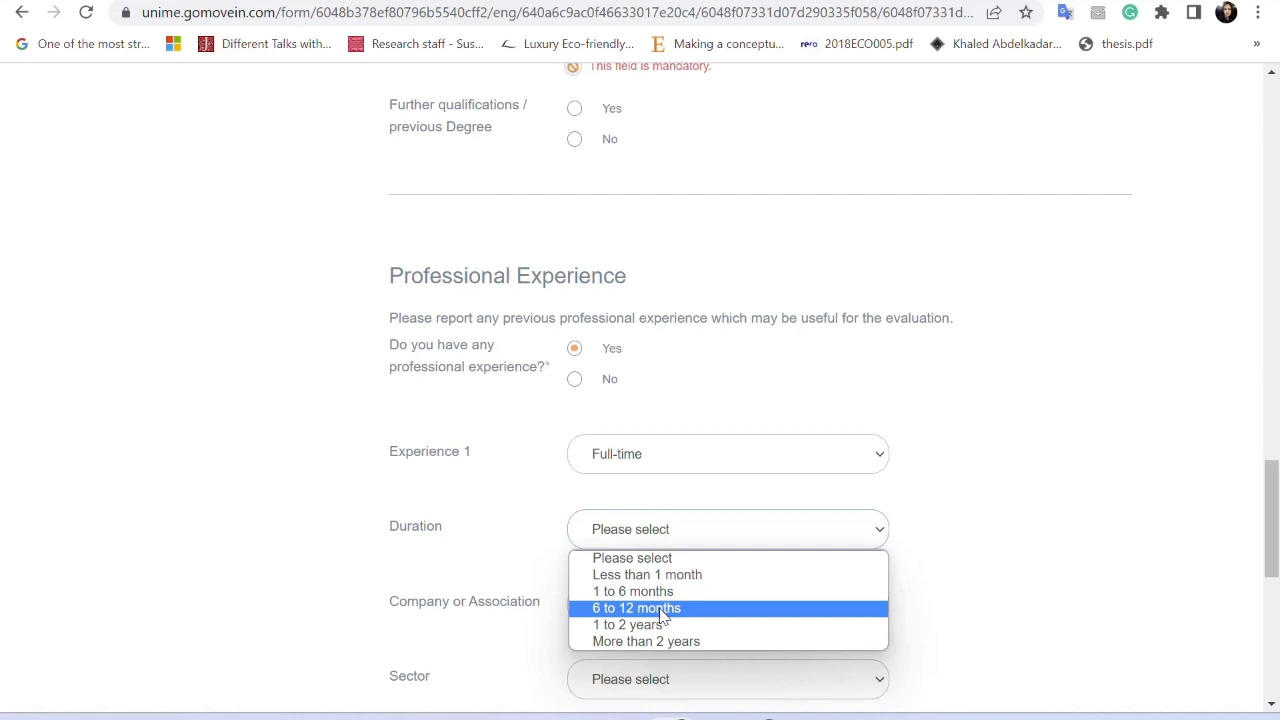 unime.gomovein.com/form/6048b378ef80796b5540cff2/eng/640a6c9ac0f46633017e20c4/6048f07331d07d290335f058/6048f07331d...
One of the most str...
Different Talks with...
Research staff - Sus...
Luxury Eco-friendly...
Making a conceptu...
rero 2018ECOS05.pdf
Khaled Abdelkadar...
thesis.pdf
»
This field is mandatory.
Further qualifications /
previous Degree
Yes
No
Professional Experience
Please report any previous professional experience which may be useful for the evaluation.
Do you have any
professional experience?*
Yes
No
Experience 1
Full-time
Duration
Please select
Please select
Less than 1 month
1 to 6 months
6 to 12 months
1 to 2 years
More than 2 years
Company or Association
Sector
Please select